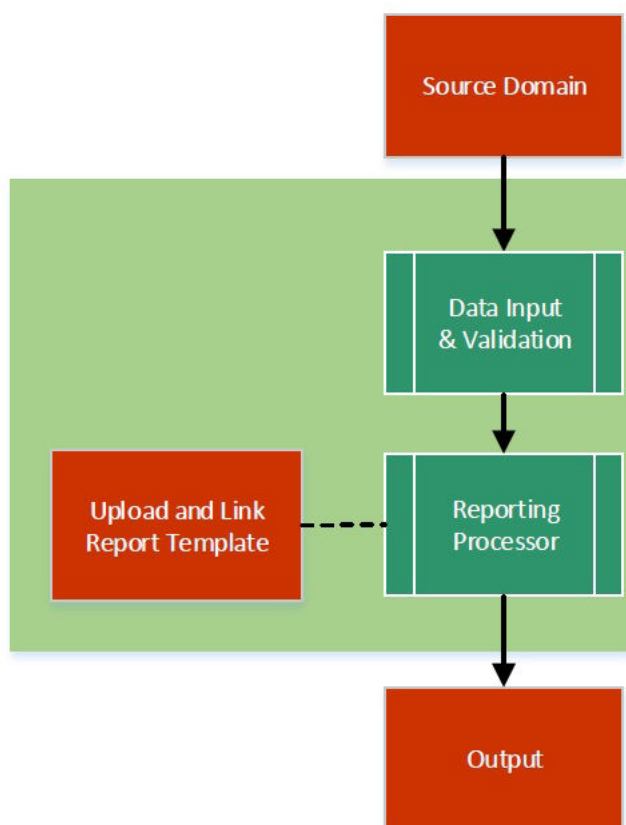 Source Domain
Data Input
& Validation
Upload and Link
Report Template
Reporting
Processor
Output